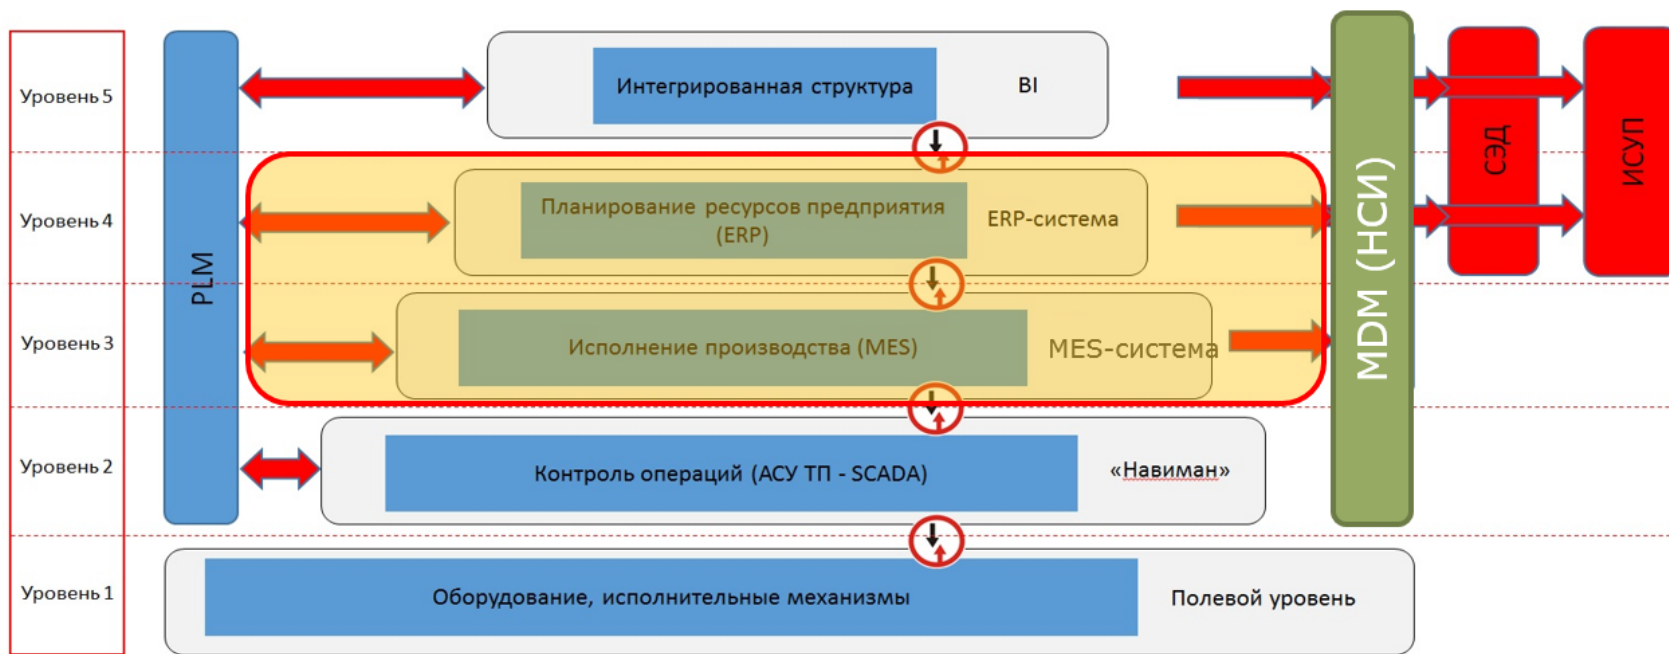 Уровень 5
Интегрированная структура
BI
Уровень 4
Планирование ресурсов предприятия
(ERP)
ERP-система
Уровень 3
Исполнение производства (MES)
MES-система
Уровень 2
Контроль операций (АСУ ТП - SCADA)
«Навиман»
Уровень 1
Оборудование, исполнительные механизмы
Полевой уровень
PLM
MDM (НСИ)
СЭД
ИСУП